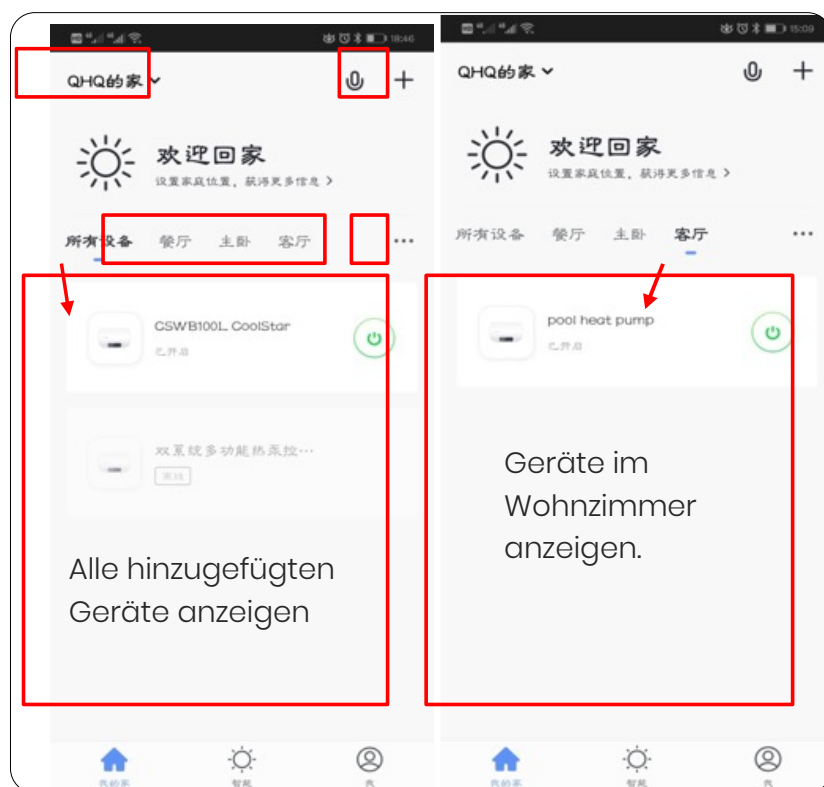 18:46
QHQ的家
欢迎回家
设置家庭位置，获得更多信息
所有设备 餐厅 主卧 客厅
CSWB100L CoolStar
已开启
双系统多功能热泵控...
离线
Alle hinzugefügten
Geräte anzeigen
我的家 智能 我
15:09
QHQ的家
欢迎回家
设置家庭位置，获得更多信息
所有设备 餐厅 主卧 客厅
pool heat pump
已开启
Geräte im
Wohnzimmer
anzeigen.
我的家 智能 我